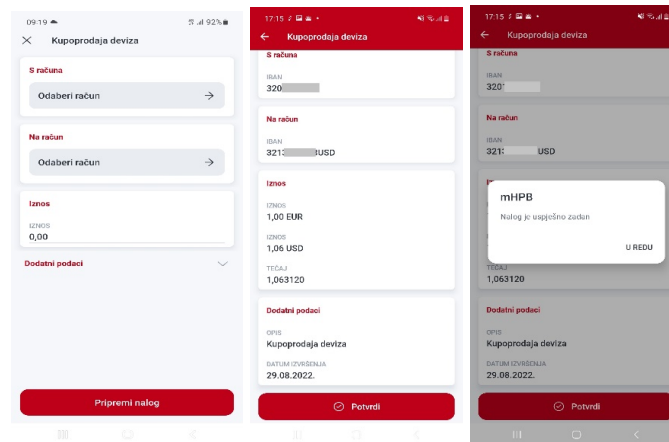 09:19
92%
Kupoprodaja deviza
S računa
Odaberi račun
Na račun
Odaberi račun
Iznos
IZNOS
0,00
Dodatni podaci
Pripremi nalog
17:15
Kupoprodaja deviza
S računa
IBAN
320
Na račun
IBAN
321 USD
Iznos
IZNOS
1,00 EUR
IZNOS
1,06 USD
TEČAJ
1,063120
Dodatni podaci
OPIS
Kupoprodaja deviza
DATUM IZVRŠENJA
29.08.2022.
Potvrdi
17:15
Kupoprodaja deviza
S računa
IBAN
320
Na račun
IBAN
321 USD
mHPB
Nalog je uspješno zadan
U REDU
TEČAJ
1,063120
Dodatni podaci
OPIS
Kupoprodaja deviza
DATUM IZVRŠENJA
29.08.2022.
Potvrdi